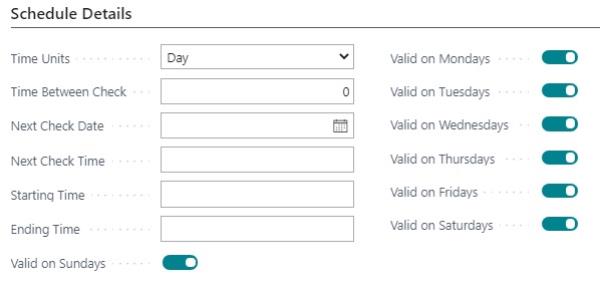 Schedule Details
Time Units
Day
Time Between Check
0
Next Check Date
Next Check Time
Starting Time
Ending Time
Valid on Sundays
Valid on Mondays
Valid on Tuesdays
Valid on Wednesdays
Valid on Thursdays
Valid on Fridays
Valid on Saturdays